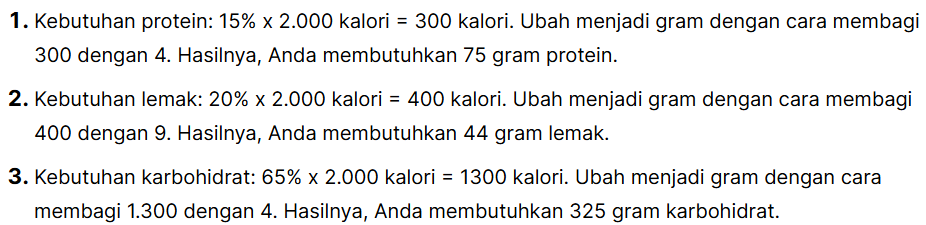 1. Kebutuhan protein: 15% x 2.000 kalori = 300 kalori. Ubah menjadi gram dengan cara membagi
300 dengan 4. Hasilnya, Anda membutuhkan 75 gram protein.
2. Kebutuhan lemak: 20% x 2.000 kalori = 400 kalori. Ubah menjadi gram dengan cara membagi
400 dengan 9. Hasilnya, Anda membutuhkan 44 gram lemak.
3. Kebutuhan karbohidrat: 65% x 2.000 kalori = 1300 kalori. Ubah menjadi gram dengan cara
membagi 1.300 dengan 4. Hasilnya, Anda membutuhkan 325 gram karbohidrat.